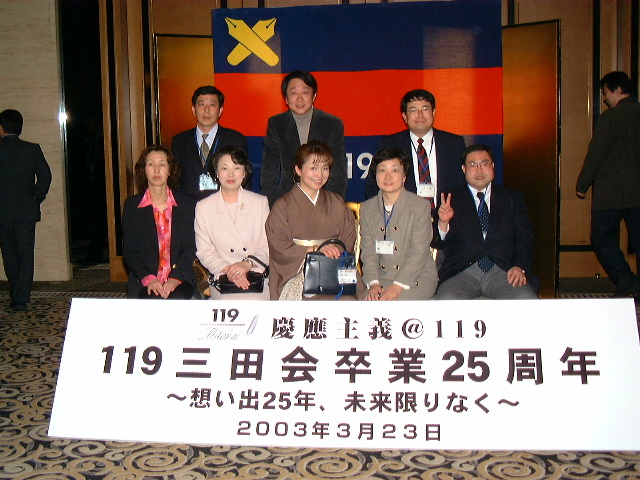 119
119
慶應主義@119
119三田会卒業25周年
～想い出25年、未来限りなく～
2003年3月23日